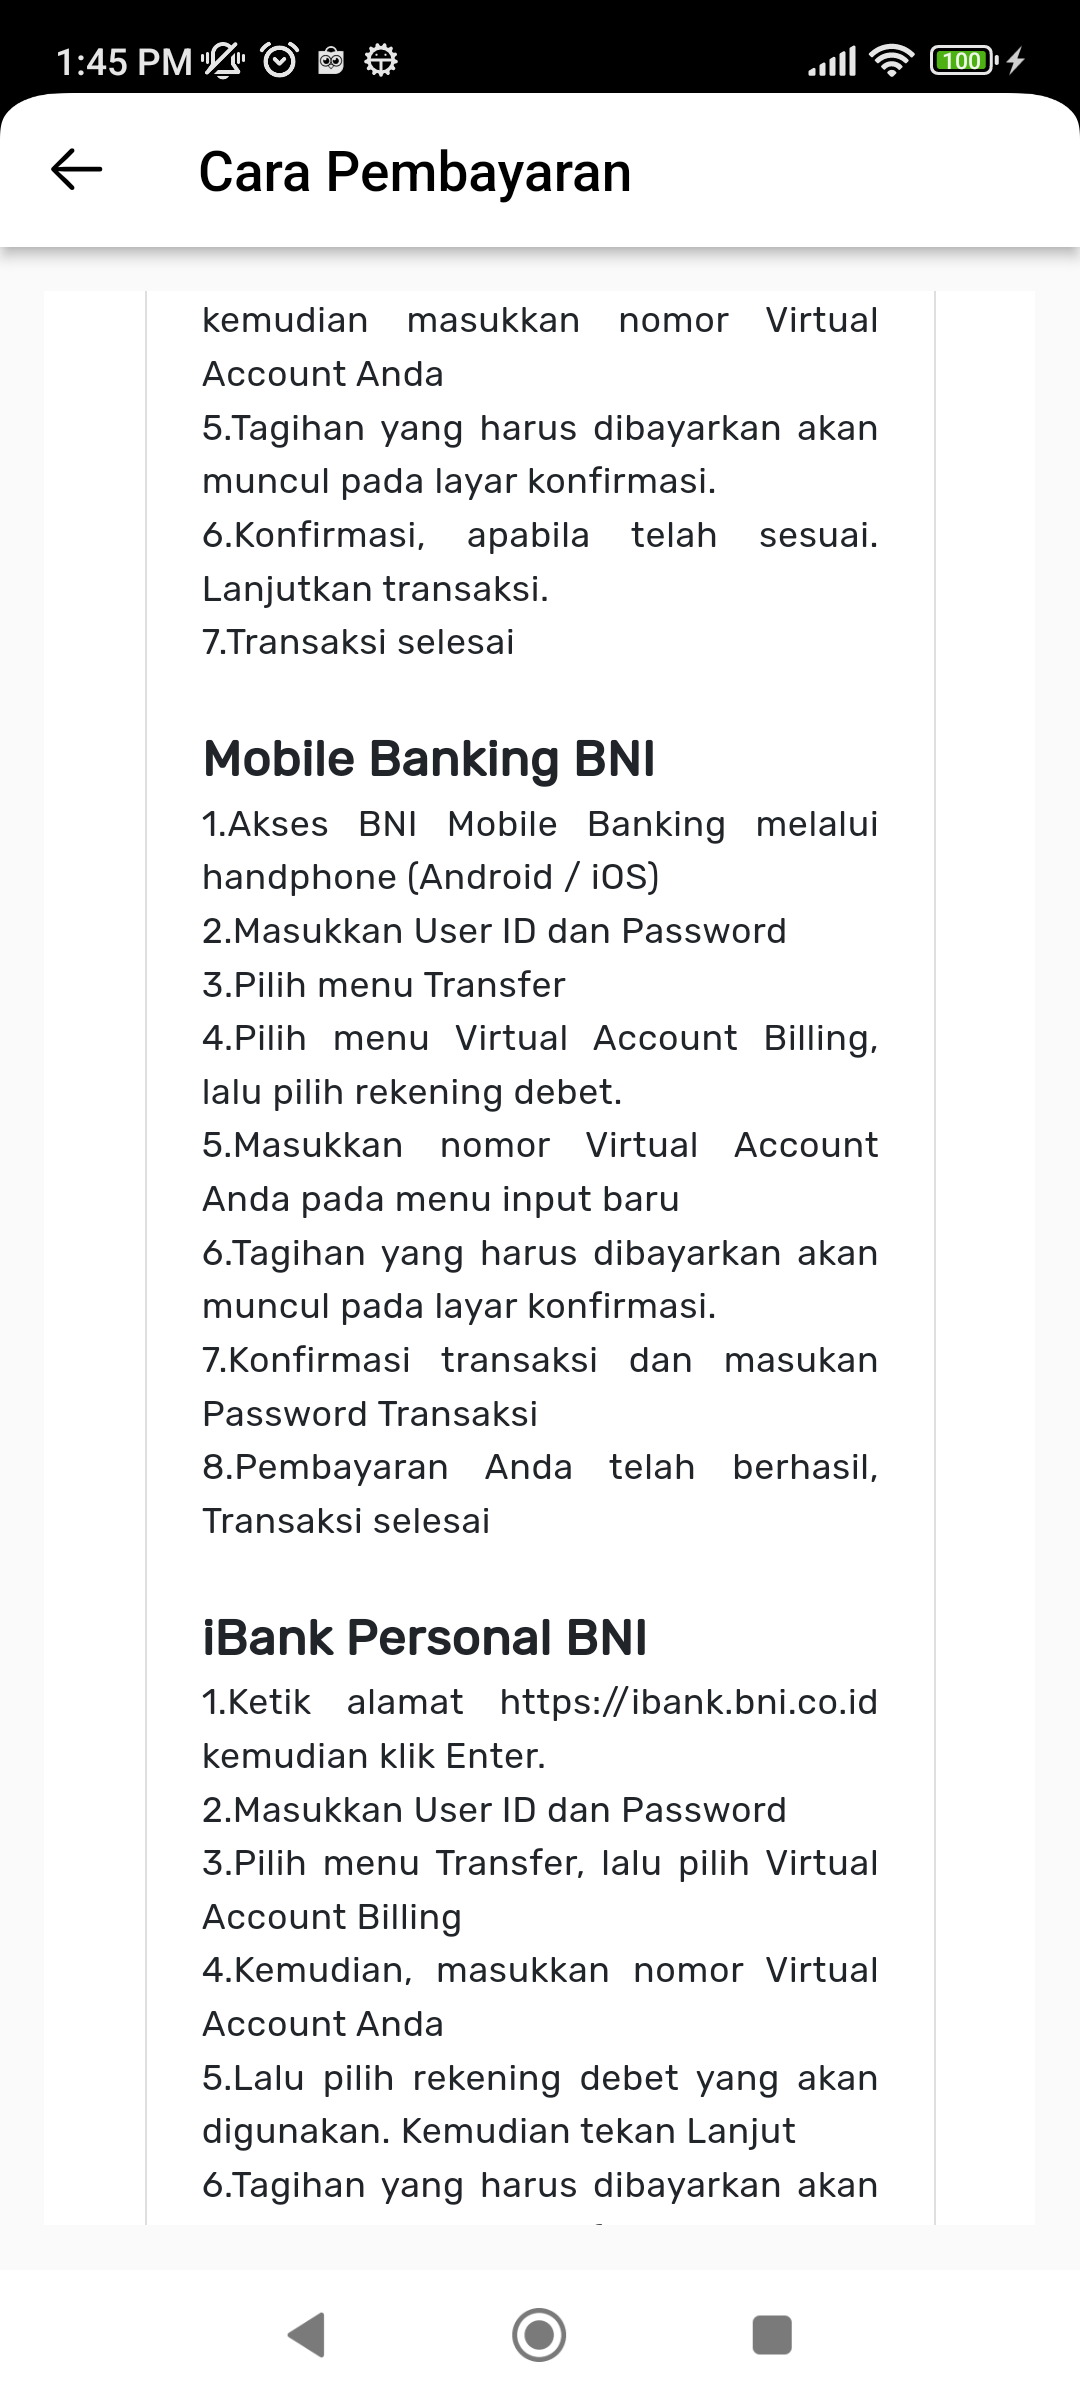 1:45 PM
100
Cara Pembayaran
kemudian masukkan nomor Virtual
Account Anda
5.Tagihan yang harus dibayarkan akan
muncul pada layar konfirmasi.
6.Konfirmasi, apabila telah sesuai.
Lanjutkan transaksi.
7.Transaksi selesai
Mobile Banking BNI
1.Akses BNI Mobile Banking melalui
handphone (Android / iOS)
2.Masukkan User ID dan Password
3.Pilih menu Transfer
4.Pilih menu Virtual Account Billing,
lalu pilih rekening debet.
5.Masukkan nomor Virtual Account
Anda pada menu input baru
6.Tagihan yang harus dibayarkan akan
muncul pada layar konfirmasi.
7.Konfirmasi transaksi dan masukan
Password Transaksi
8.Pembayaran Anda telah berhasil,
Transaksi selesai
iBank Personal BNI
1.Ketik alamat https://ibank.bni.co.id
kemudian klik Enter.
2.Masukkan User ID dan Password
3.Pilih menu Transfer, lalu pilih Virtual
Account Billing
4.Kemudian, masukkan nomor Virtual
Account Anda
5.Lalu pilih rekening debet yang akan
digunakan. Kemudian tekan Lanjut
6.Tagihan yang harus dibayarkan akan